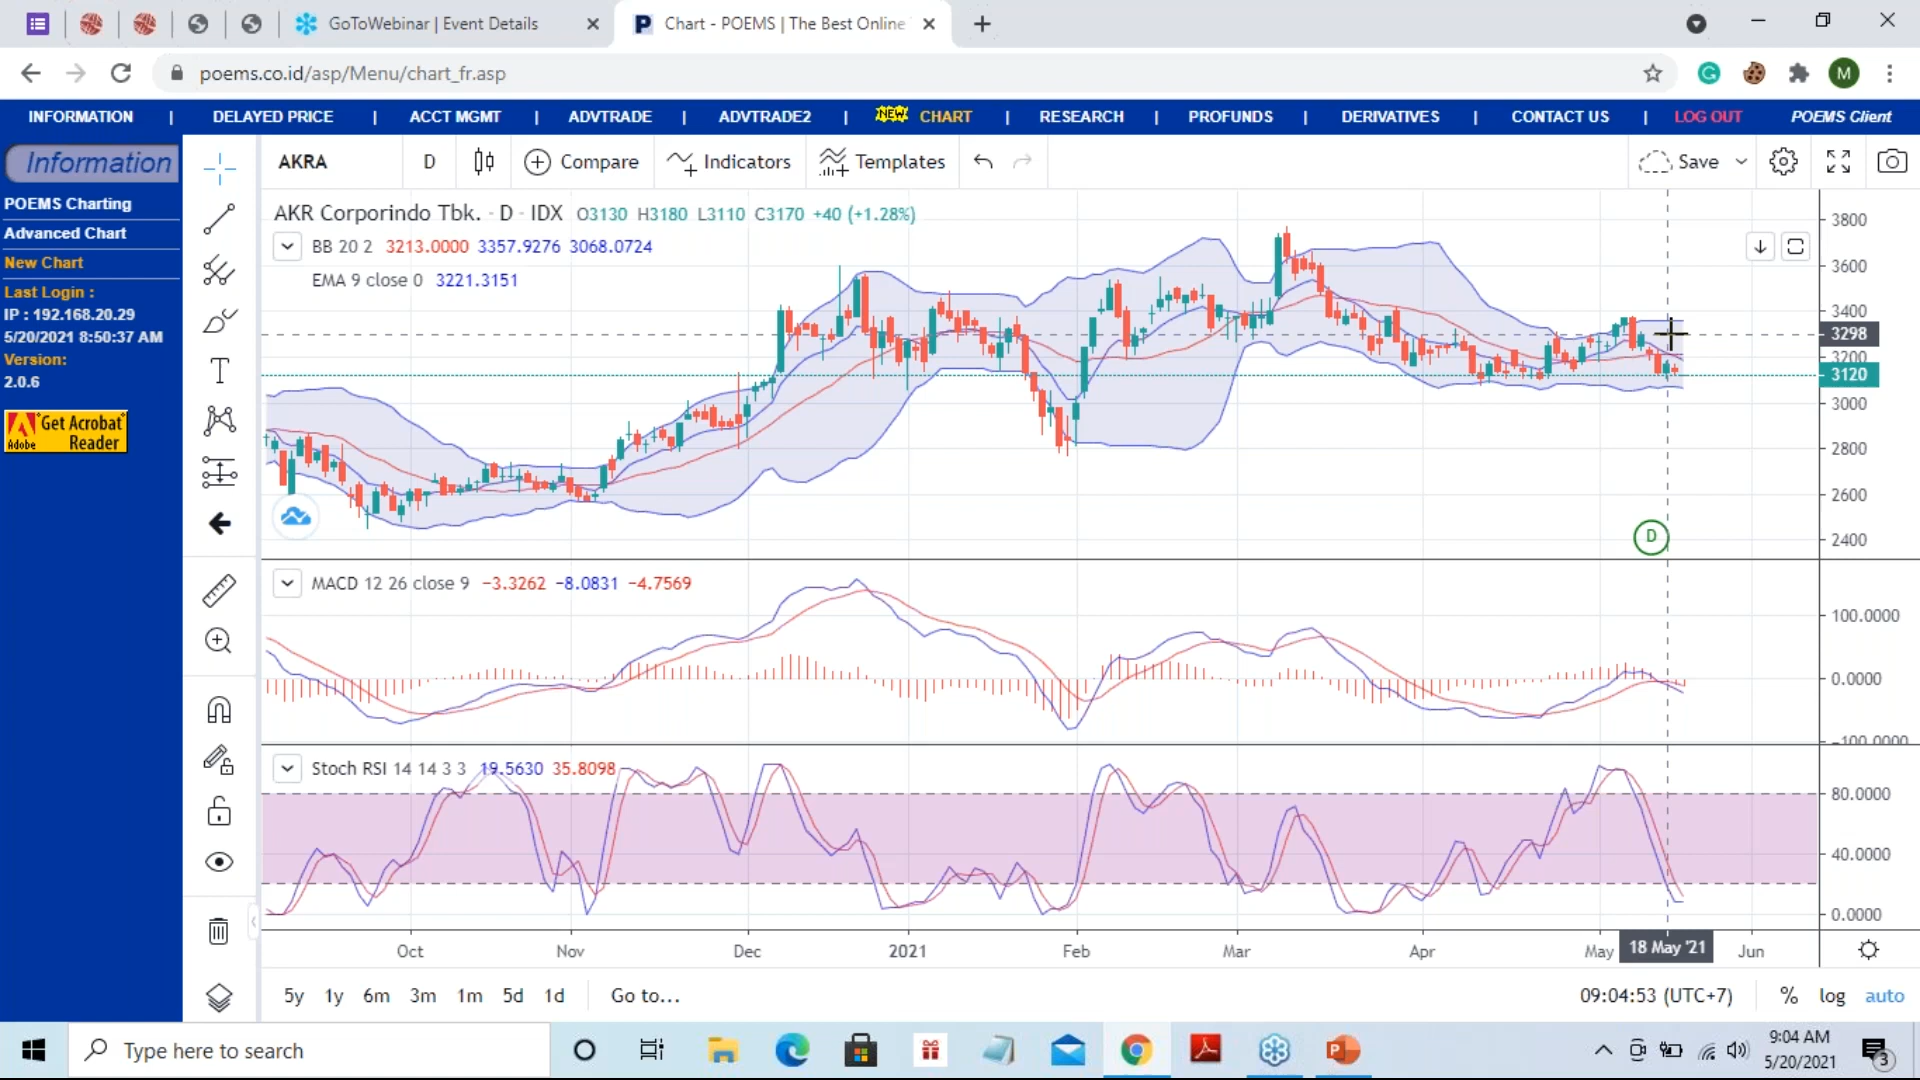 GoToWebinar | Event Details
Chart - POEMS | The Best Online
poems.co.id/asp/Menu/chart_fr.asp
M
INFORMATION | DELAYED PRICE | ACCT MGMT | ADVTRADE | ADVTRADE2 | NEW CHART | RESEARCH | PROFUNDS | DERIVATIVES | CONTACT US | LOG OUT POEMS Client
Information
POEMS Charting
Advanced Chart
New Chart
Last Login :
IP : 192.168.20.29
5/20/2021 8:50:37 AM
Version:
2.0.6
Get Acrobat
Reader
Adobe
AKRA D Compare Indicators Templates Save
AKR Corporindo Tbk. · D · IDX O3130 H3180 L3110 C3170 +40 (+1.28%)
BB 20 2 3213.0000 3357.9276 3068.0724
EMA 9 close 0 3221.3151
3800
3600
3400
3298
3200
3120
3000
2800
2600
2400
D
MACD 12 26 close 9 −3.3262 −8.0831 −4.7569
100.0000
0.0000
−100.0000
Stoch RSI 14 14 3 3 19.5630 35.8098
80.0000
40.0000
0.0000
Oct Nov Dec 2021 Feb Mar Apr May 18 May '21 Jun
5y 1y 6m 3m 1m 5d 1d Go to... 09:04:53 (UTC+7) % log auto
Type here to search
9:04 AM
5/20/2021
3